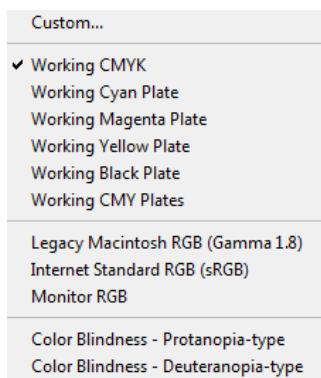 Custom...
Working CMYK
Working Cyan Plate
Working Magenta Plate
Working Yellow Plate
Working Black Plate
Working CMY Plates
Legacy Macintosh RGB (Gamma 1.8)
Internet Standard RGB (sRGB)
Monitor RGB
Color Blindness - Protanopia-type
Color Blindness - Deuteranopia-type